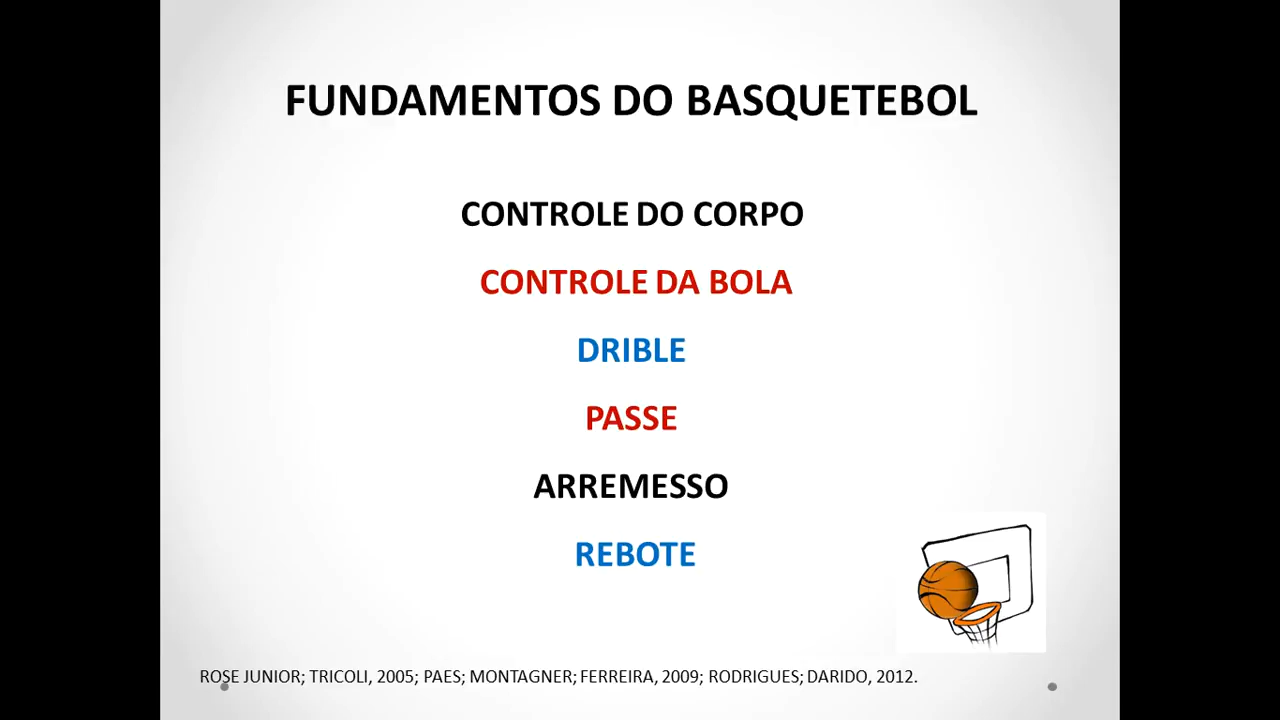 FUNDAMENTOS DO BASQUETEBOL
CONTROLE DO CORPO
CONTROLE DA BOLA
DRIBLE
PASSE
ARREMESSO
REBOTE
ROSE JUNIOR; TRICOLI, 2005; PAES; MONTAGNER; FERREIRA, 2009; RODRIGUES; DARIDO, 2012.